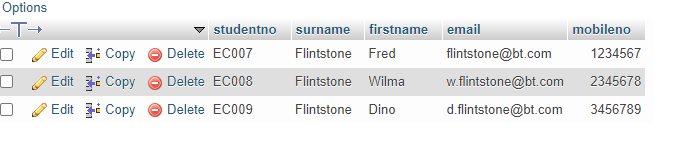 Options
studentno surname firstname email mobileno
Edit Copy Delete EC007 Flintstone Fred flintstone@bt.com 1234567
Edit Copy Delete EC008 Flintstone Wilma w.flintstone@bt.com 2345678
Edit Copy Delete EC009 Flintstone Dino d.flintstone@bt.com 3456789